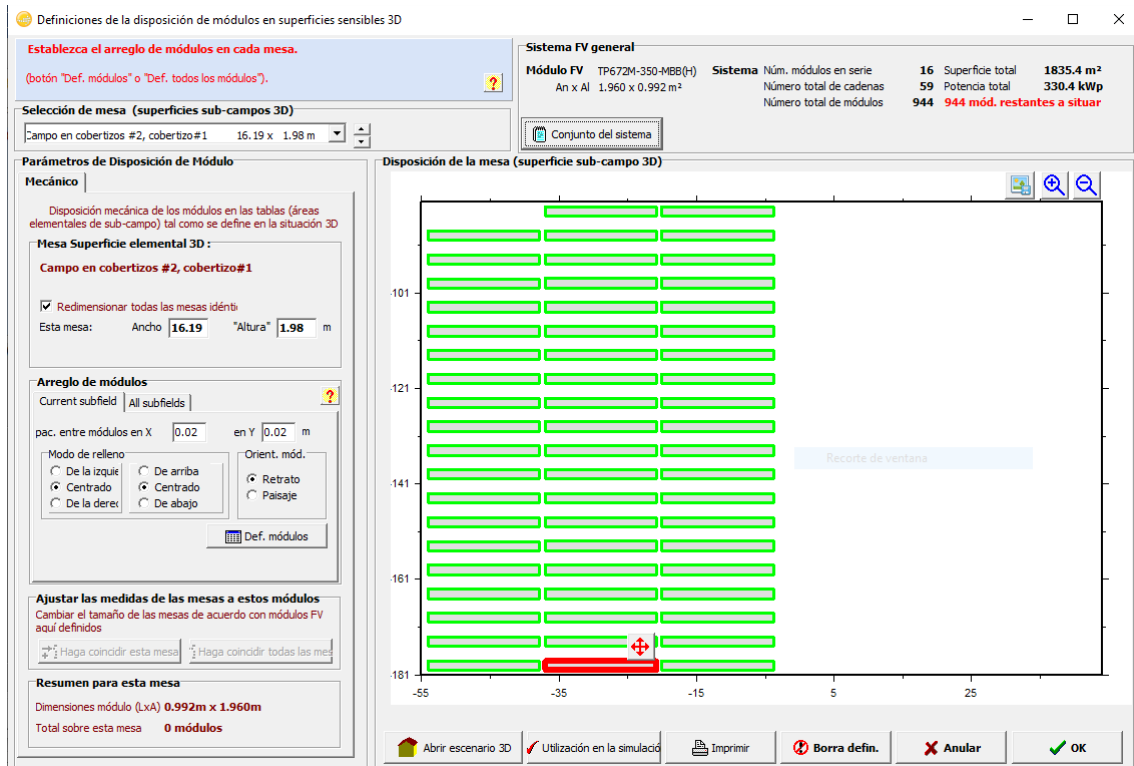 Definiciones de la disposición de módulos en superficies sensibles 3D
Establezca el arreglo de módulos en cada mesa.
(botón "Def. módulos" o "Def. todos los módulos").
?
Selección de mesa (superficies sub-campos 3D)
Campo en cobertizos #2, cobertizo#1 16.19 x 1.98 m
Sistema FV general
Módulo FV TP672M-350-MBB(H) Sistema Núm. módulos en serie 16 Superficie total 1835.4 m²
An x Al 1.960 x 0.992 m² Número total de cadenas 59 Potencia total 330.4 kWp
Número total de módulos 944 944 mód. restantes a situar
Conjunto del sistema
Parámetros de Disposición de Módulo
Mecánico
Disposición mecánica de los módulos en las tablas (áreas
elementales de sub-campo) tal como se define en la situación 3D
Mesa Superficie elemental 3D :
Campo en cobertizos #2, cobertizo#1
Redimensionar todas las mesas idénti
Esta mesa: Ancho 16.19 "Altura" 1.98 m
Arreglo de módulos
?
Current subfield All subfields
pac. entre módulos en X 0.02 en Y 0.02 m
Modo de relleno Orient. mód.
De la izquie De arriba
Retrato
Centrado Centrado
Paisaje
De la derec De abajo
Def. módulos
Ajustar las medidas de las mesas a estos módulos
Cambiar el tamaño de las mesas de acuerdo con módulos FV
aquí definidos
Haga coincidir esta mesa Haga coincidir todas las mes
Resumen para esta mesa
Dimensiones módulo (LxA) 0.992m x 1.960m
Total sobre esta mesa 0 módulos
Disposición de la mesa (superficie sub-campo 3D)
-101
-121
Recorte de ventana
-141
-161
-181
-55 -35 -15 5 25
Abrir escenario 3D Utilización en la simulació Imprimir Borra defin. Anular OK